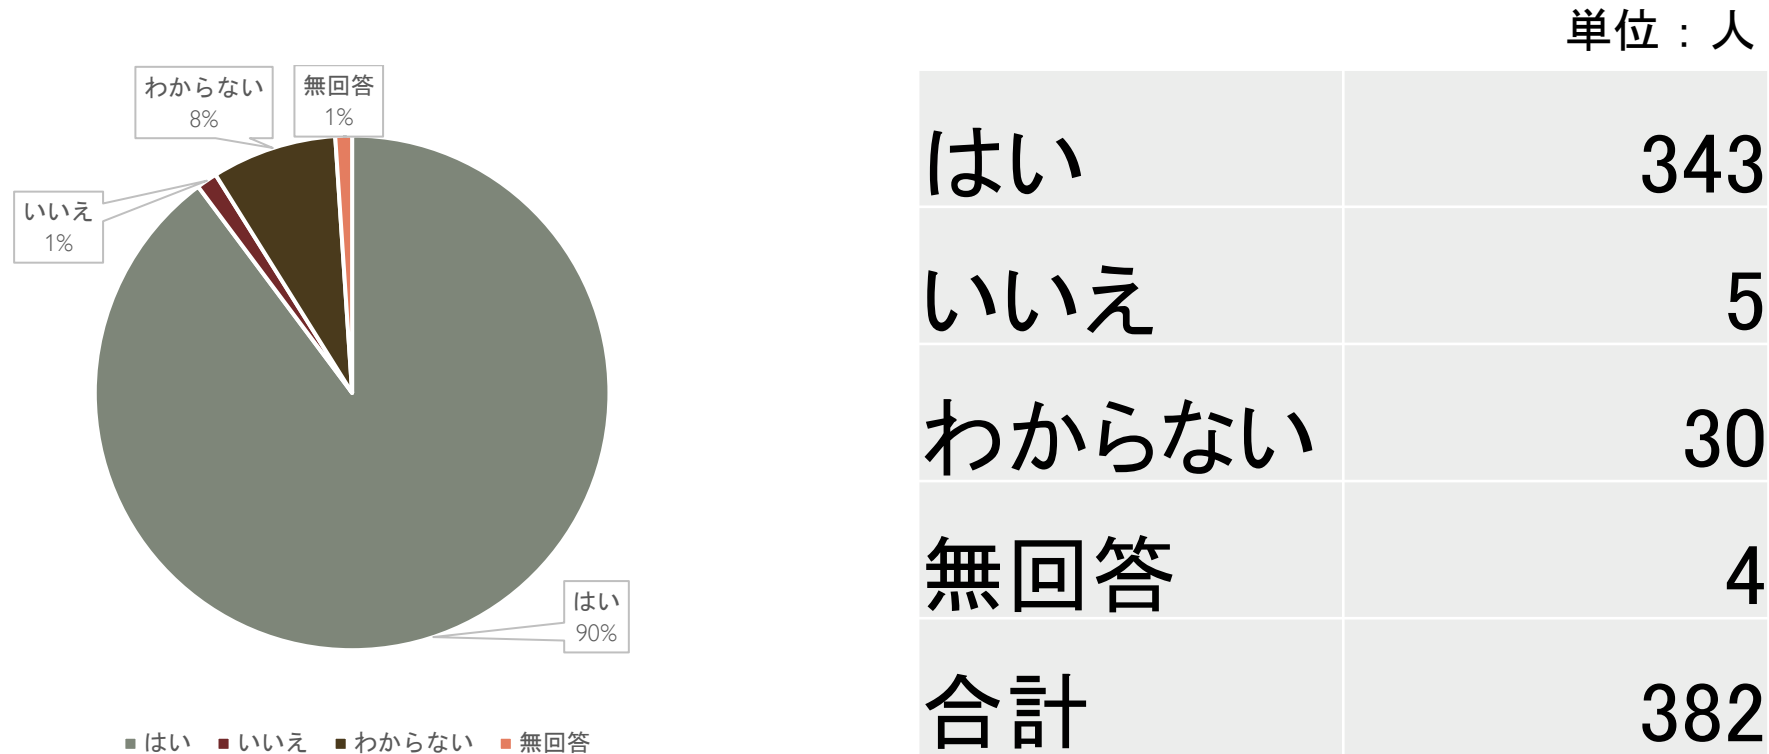 単位：人
わからない
8%
無回答
1%
いいえ
1%
はい
90%
はい いいえ わからない 無回答
はい 343
いいえ 5
わからない 30
無回答 4
合計 382